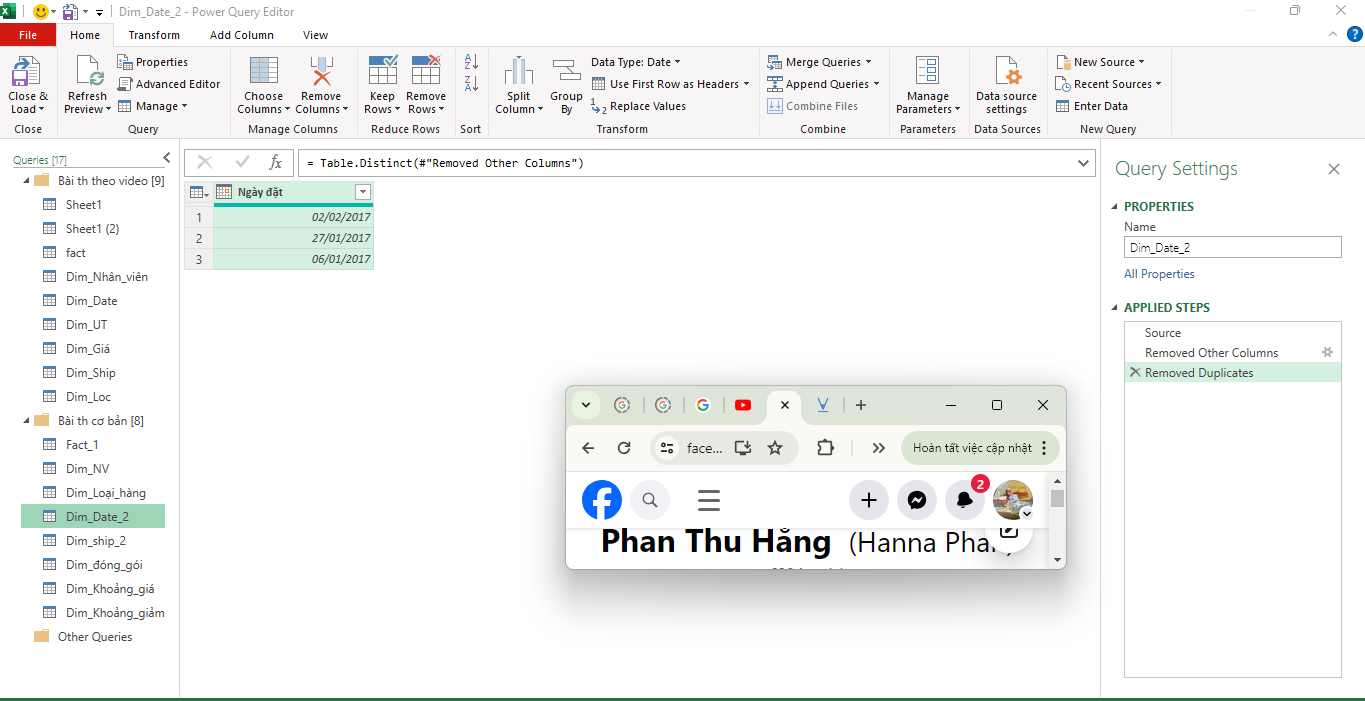 Dim_Date_2 - Power Query Editor
File Home Transform Add Column View
Close & Load
Close
Refresh Preview
Properties
Advanced Editor
Manage
Query
Choose Columns
Remove Columns
Manage Columns
Keep Rows
Remove Rows
Reduce Rows
Sort
Split Column
Group By
Data Type: Date
Use First Row as Headers
Replace Values
Transform
Merge Queries
Append Queries
Combine Files
Combine
Manage Parameters
Parameters
Data source settings
Data Sources
New Source
Recent Sources
Enter Data
New Query
Queries [17]
Bài th theo video [9]
Sheet1
Sheet1 (2)
fact
Dim_Nhân_viên
Dim_Date
Dim_UT
Dim_Giá
Dim_Ship
Dim_Loc
Bài th cơ bản [8]
Fact_1
Dim_NV
Dim_Loại_hàng
Dim_Date_2
Dim_ship_2
Dim_đóng_gói
Dim_Khoảng_giá
Dim_Khoảng_giảm
Other Queries
fx = Table.Distinct(#"Removed Other Columns")
Ngày đặt
1 02/02/2017
2 27/01/2017
3 06/01/2017
face...
Hoàn tất việc cập nhật
2
Phan Thu Hằng (Hanna Phan)
Query Settings
PROPERTIES
Name
Dim_Date_2
All Properties
APPLIED STEPS
Source
Removed Other Columns
Removed Duplicates